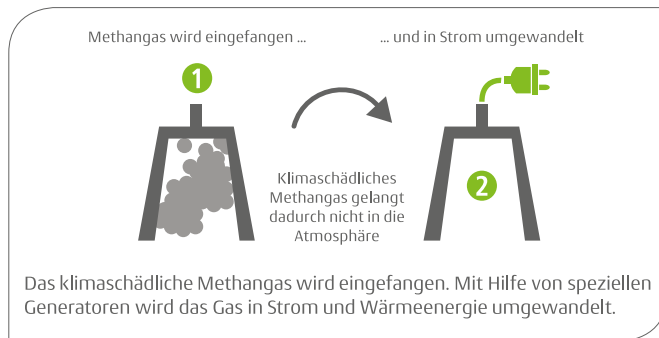 Methangas wird eingefangen ...
... und in Strom umgewandelt
1
Klimaschädliches
Methangas gelangt
dadurch nicht in die
Atmosphäre
2
Das klimaschädliche Methangas wird eingefangen. Mit Hilfe von speziellen
Generatoren wird das Gas in Strom und Wärmeenergie umgewandelt.